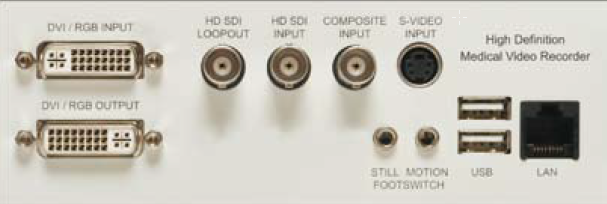 DVI / RGB INPUT
HD SDI
LOOPOUT
HD SDI
INPUT
COMPOSITE
INPUT
S-VIDEO
INPUT
High Definition
Medical Video Recorder
DVI / RGB OUTPUT
STILL MOTION
FOOTSWITCH
USB
LAN